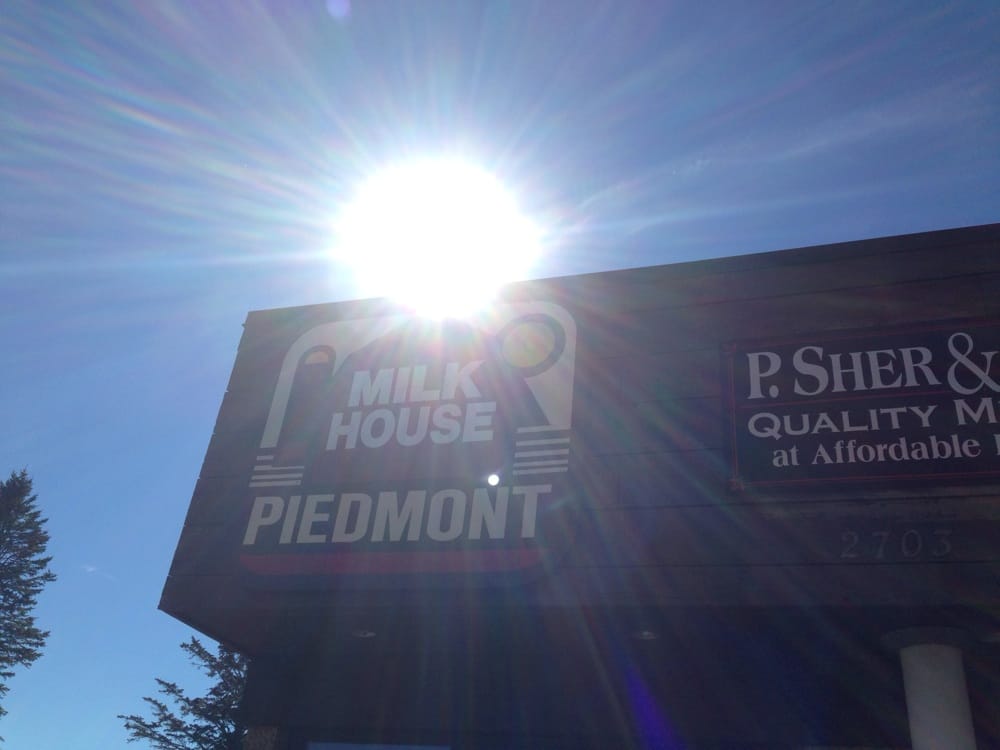 MILK
HOUSE
PIEDMONT
P. SHER &
QUALITY
at Affordable
2703